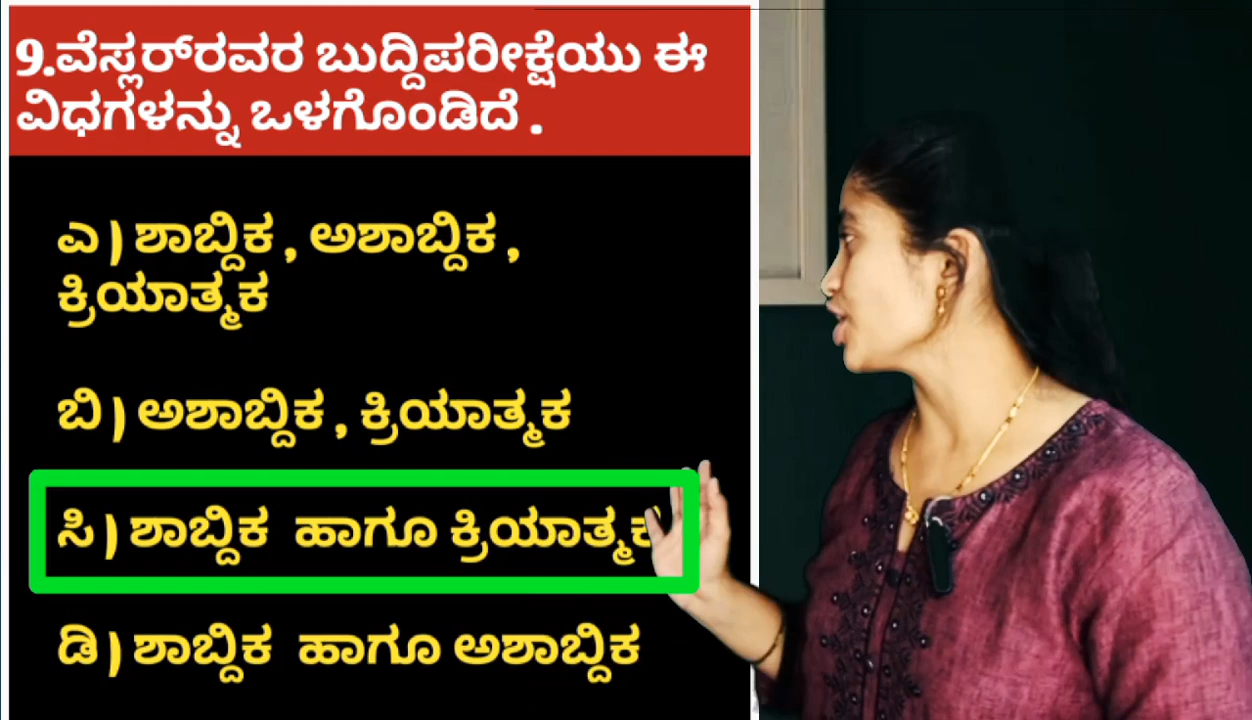 9.ವೆಸ್ಲರ್‌ರವರ ಬುದ್ದಿಪರೀಕ್ಷೆಯು ಈ
ವಿಧಗಳನ್ನು ಒಳಗೊಂಡಿದೆ .
ಎ ) ಶಾಬ್ದಿಕ , ಅಶಾಬ್ದಿಕ ,
ಕ್ರಿಯಾತ್ಮಕ
ಬಿ ) ಅಶಾಬ್ದಿಕ , ಕ್ರಿಯಾತ್ಮಕ
ಸಿ ) ಶಾಬ್ದಿಕ ಹಾಗೂ ಕ್ರಿಯಾತ್ಮಕ
ಡಿ ) ಶಾಬ್ದಿಕ ಹಾಗೂ ಅಶಾಬ್ದಿಕ